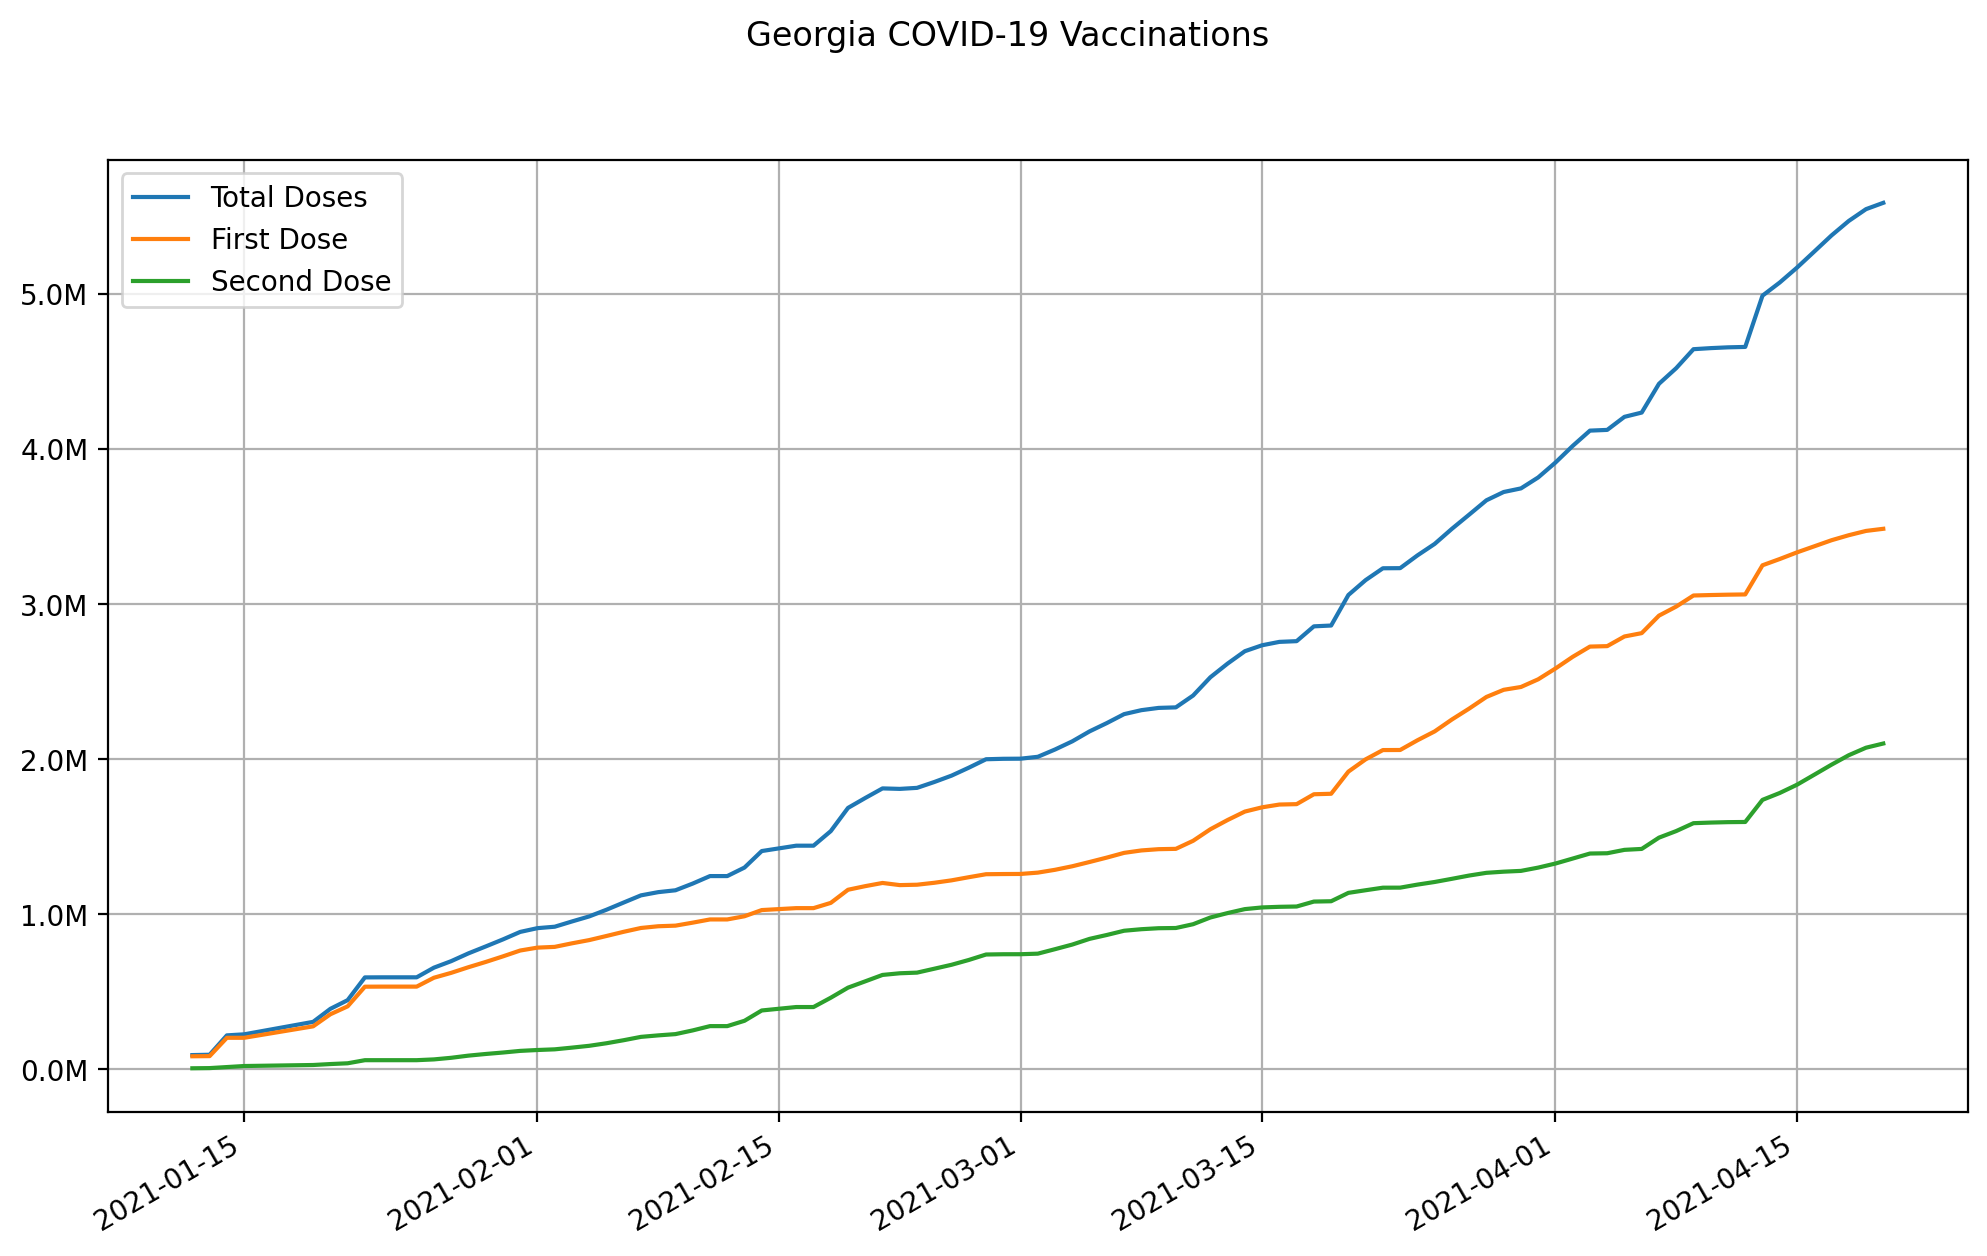 Georgia COVID-19 Vaccinations
Total Doses
First Dose
Second Dose
5.0M
4.0M
3.0M
2.0M
1.0M
0.0M
2021-01-15
2021-02-01
2021-02-15
2021-03-01
2021-03-15
2021-04-01
2021-04-15